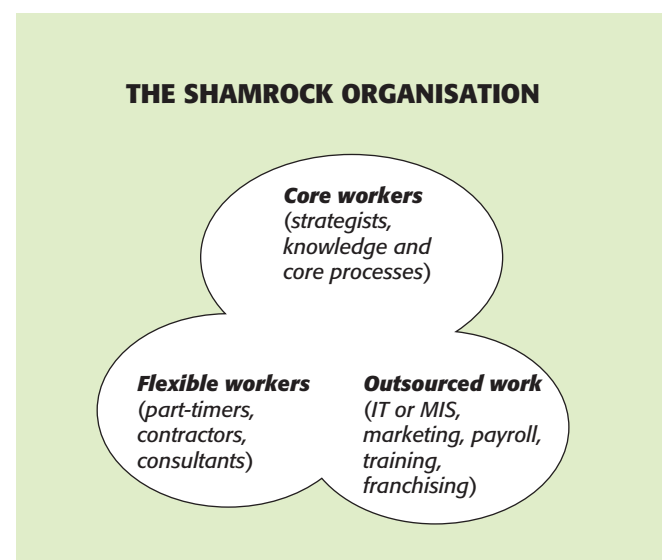 THE SHAMROCK ORGANISATION
Core workers
(strategists,
knowledge and
core processes)
Flexible workers
(part-timers,
contractors,
consultants)
Outsourced work
(IT or MIS,
marketing, payroll,
training,
franchising)